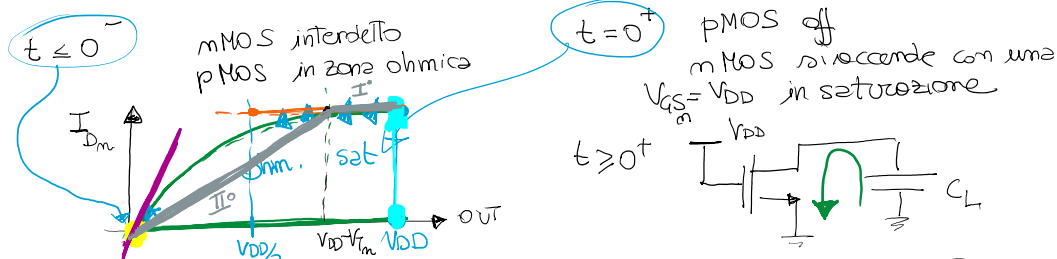 t ≤ 0⁻
nMOS interdetto
pMOS in zona ohmica
t = 0⁺
pMOS off
nMOS si accende con una
V_GSn = VDD in saturazione
I_Dn
I°
sat
ohm.
II°
OUT
VDD/2
VDD-V_Tn
VDD
t ≥ 0⁺
VDD
C_L